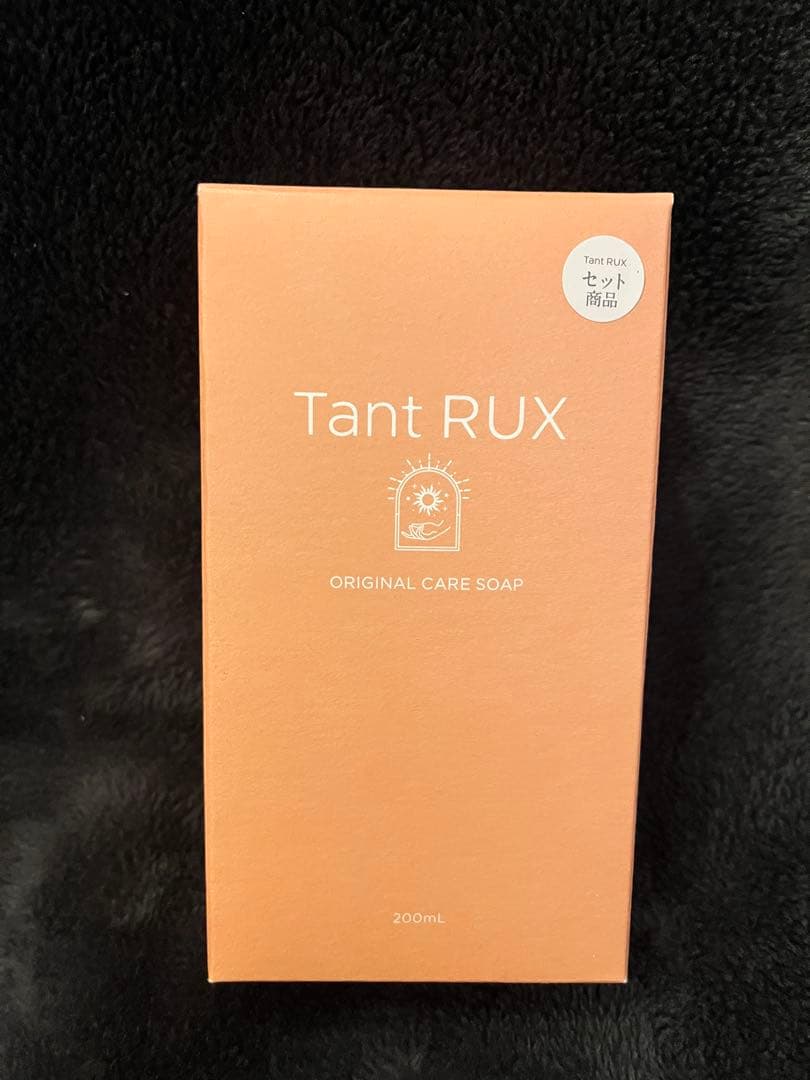 Tant RUX
セット
商品
Tant RUX
ORIGINAL CARE SOAP
200mL